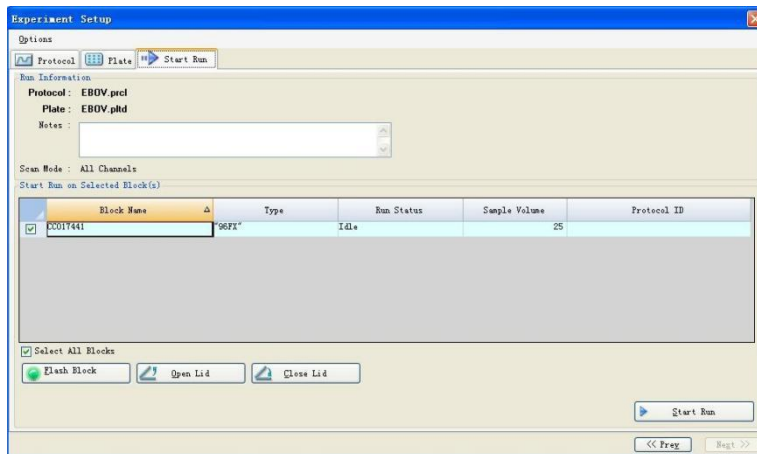 Experiment Setup
Options
Protocol Plate Start Run
Run Information
Protocol : EBOV.prcl
Plate : EBOV.pltd
Notes :
Scan Mode : All Channels
Start Run on Selected Block(s)
Block Name Type Run Status Sample Volume Protocol ID
CC017441 "96FX" Idle 25
Select All Blocks
Flash Block Open Lid Close Lid
Start Run
<< Prev Next >>